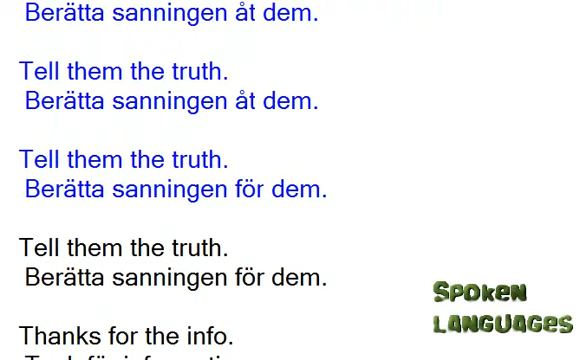 Berätta sanningen åt dem.
Tell them the truth.
Berätta sanningen åt dem.
Tell them the truth.
Berätta sanningen för dem.
Tell them the truth.
Berätta sanningen för dem.
Spoken
Languages
Thanks for the info.